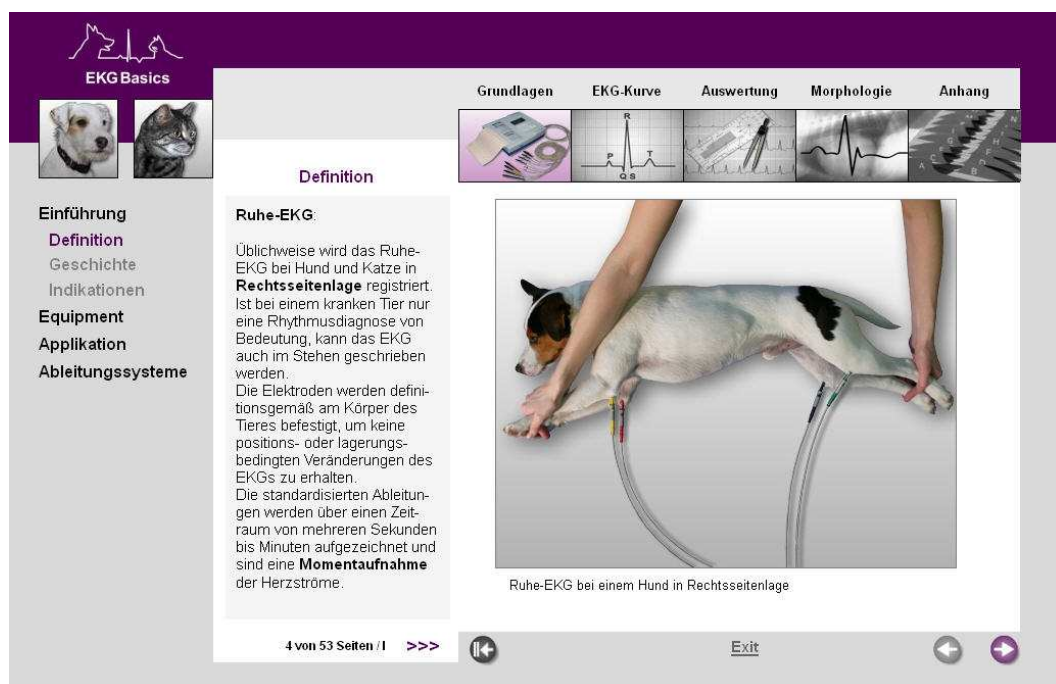 EKG Basics
Grundlagen
EKG-Kurve
Auswertung
Morphologie
Anhang
R
P
T
Q S
Definition
Einführung
Definition
Geschichte
Indikationen
Equipment
Applikation
Ableitungssysteme
Ruhe-EKG:
Üblichweise wird das Ruhe-
EKG bei Hund und Katze in
Rechtsseitenlage registriert.
Ist bei einem kranken Tier nur
eine Rhythmusdiagnose von
Bedeutung, kann das EKG
auch im Stehen geschrieben
werden.
Die Elektroden werden defini-
tionsgemäß am Körper des
Tieres befestigt, um keine
positions- oder lagerungs-
bedingten Veränderungen des
EKGs zu erhalten.
Die standardisierten Ableitun-
gen werden über einen Zeit-
raum von mehreren Sekunden
bis Minuten aufgezeichnet und
sind eine Momentaufnahme
der Herzströme.
Ruhe-EKG bei einem Hund in Rechtsseitenlage
4 von 53 Seiten / I >>>
Exit